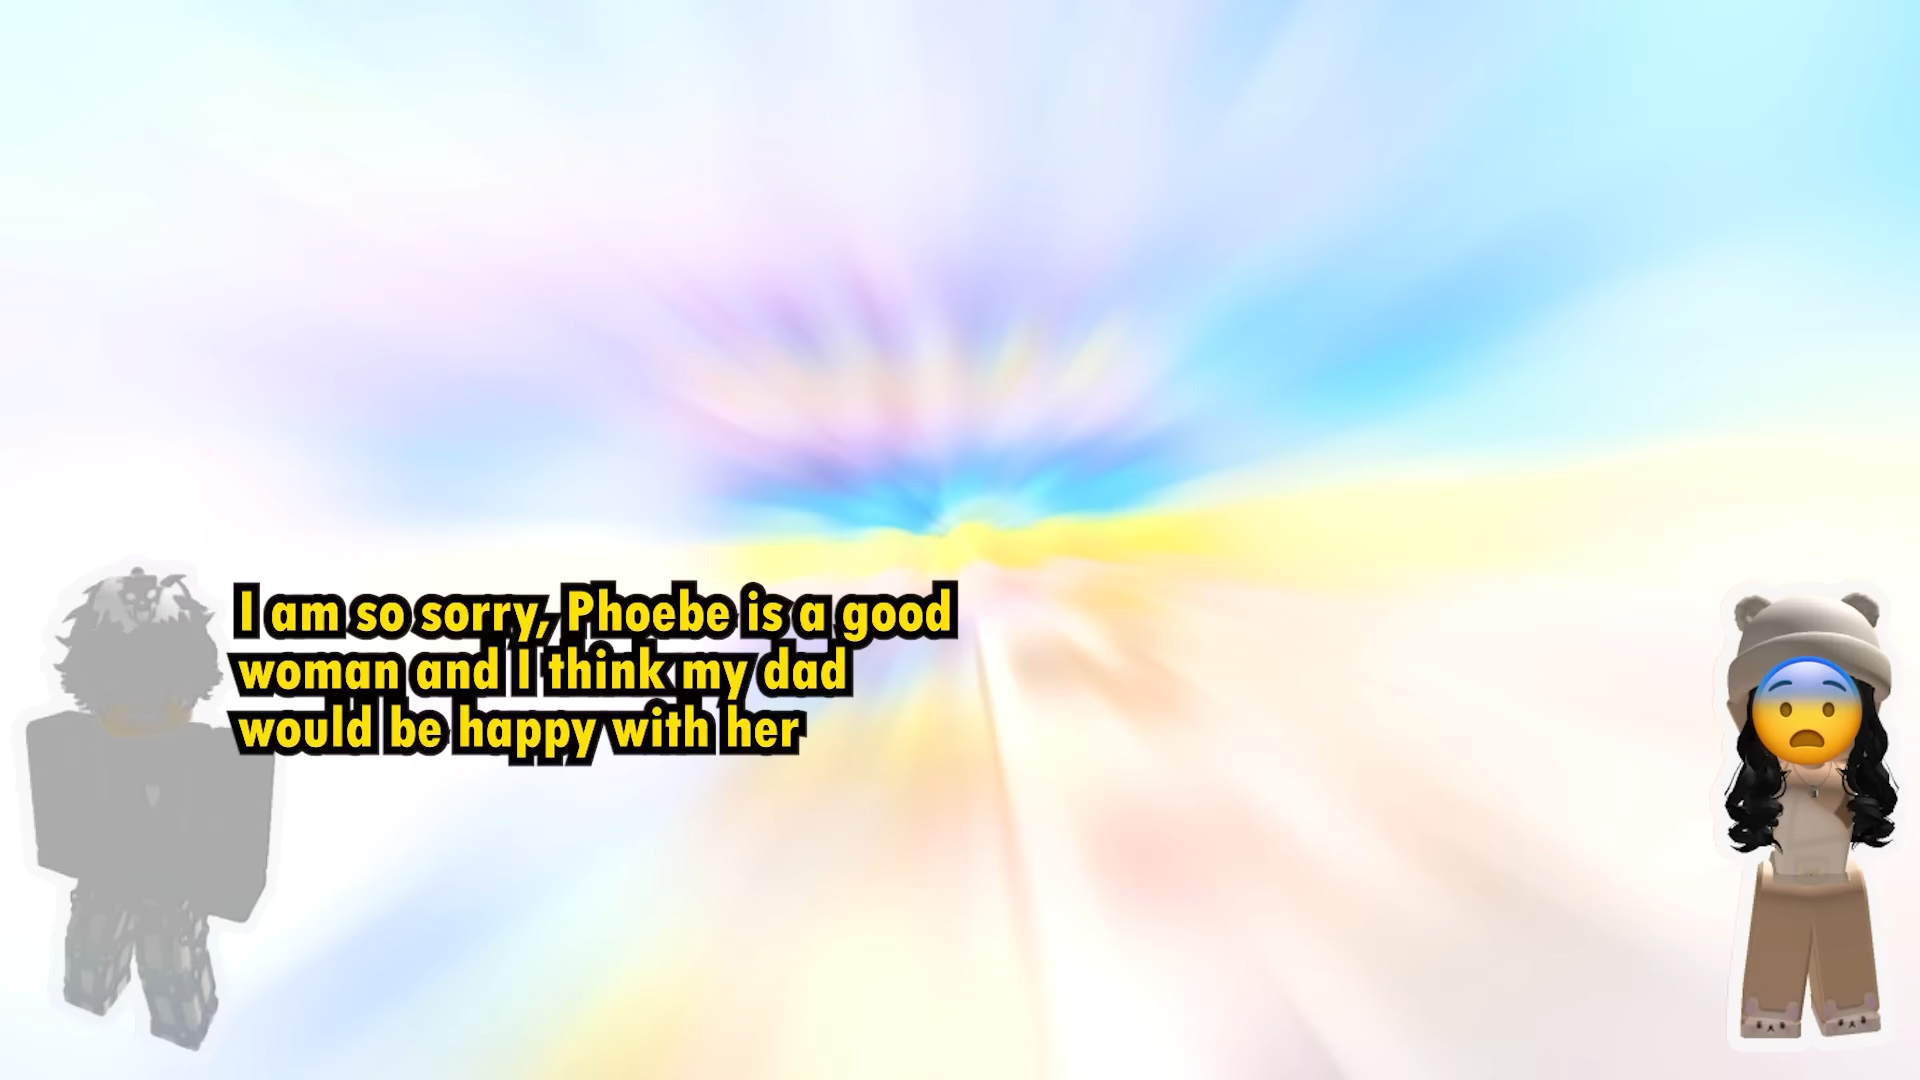 I am so sorry, Phoebe is a good
woman and I think my dad
would be happy with her